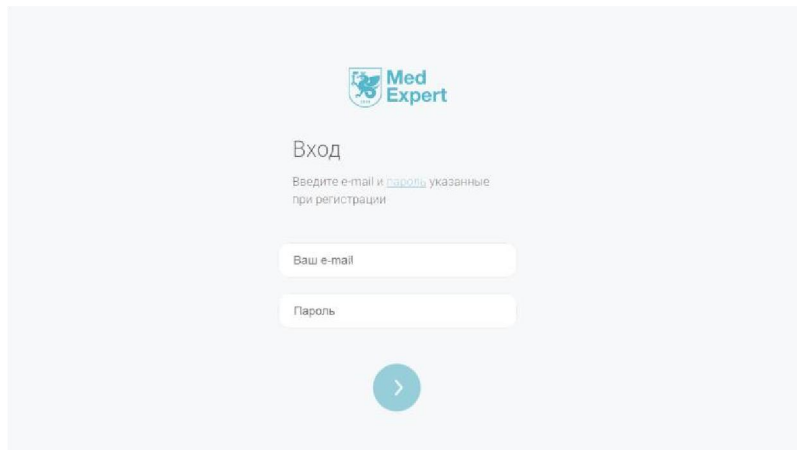 Med
Expert
Вход
Введите e-mail и пароль указанные
при регистрации
Ваш e-mail
Пароль